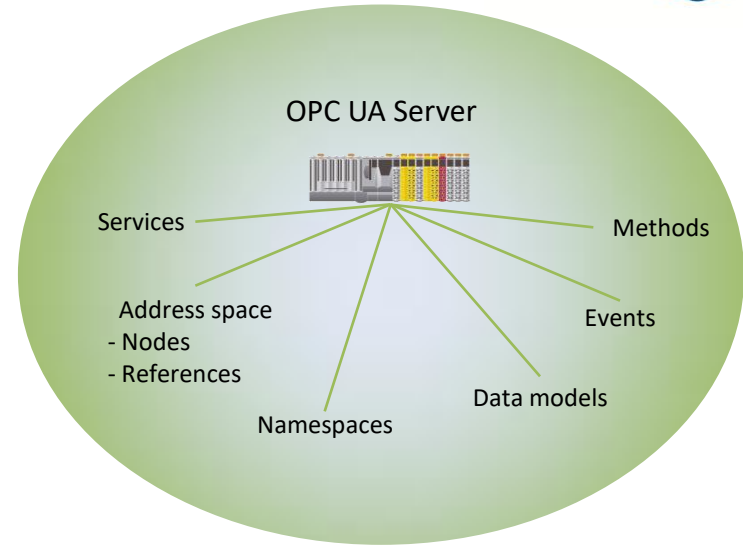 OPC UA Server
Services
Methods
Address space
- Nodes
- References
Events
Data models
Namespaces